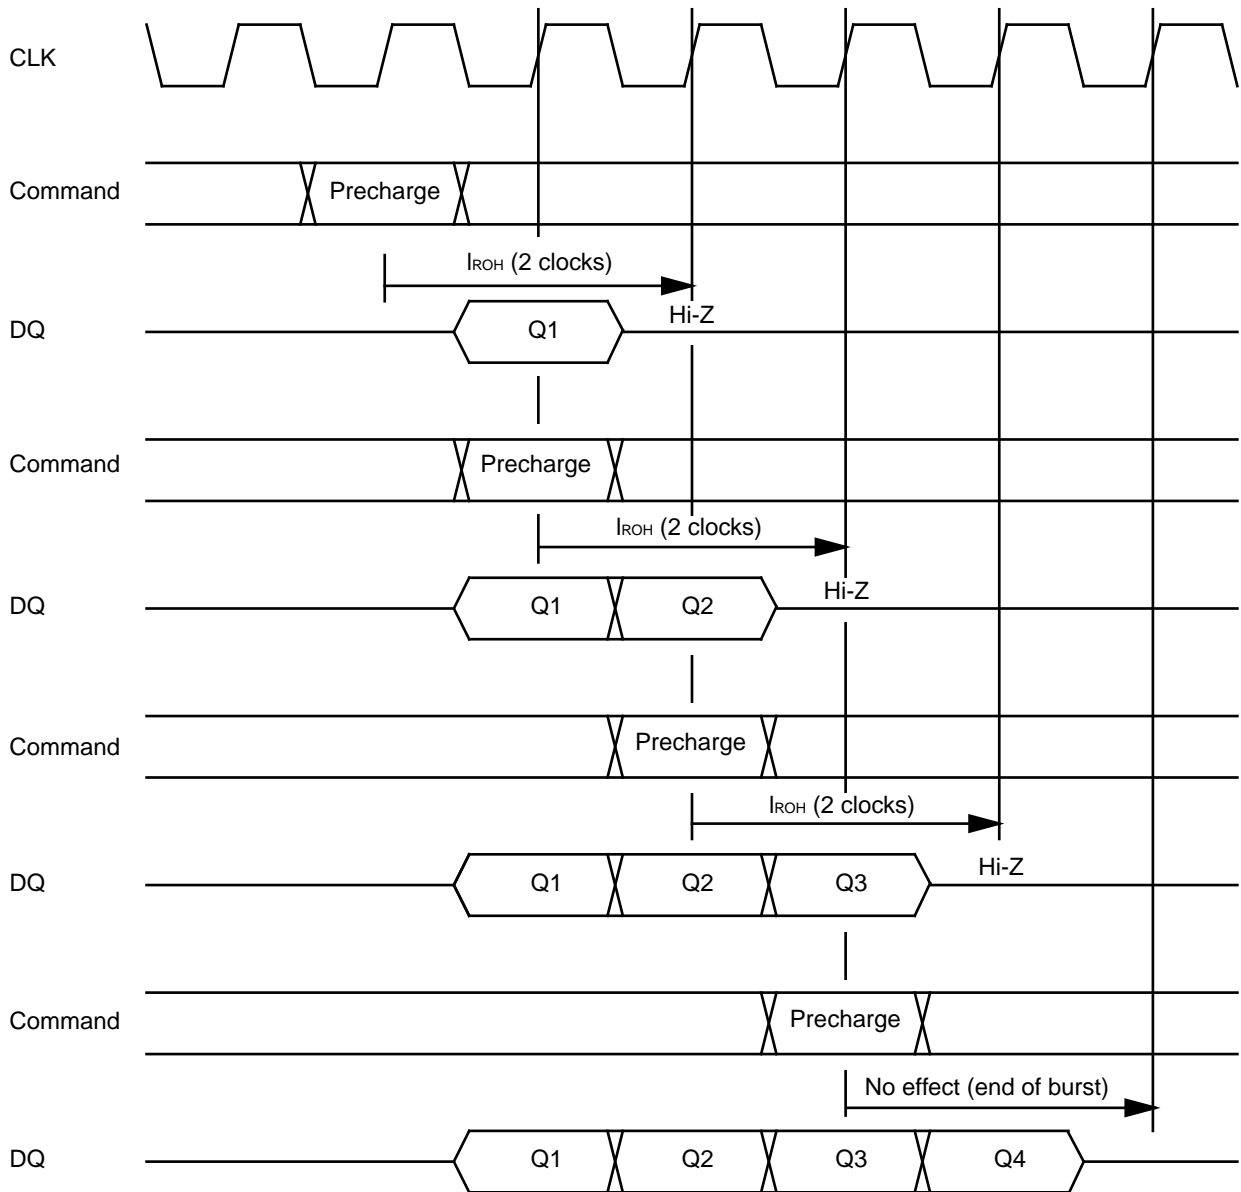 CLK
Command Precharge
IROH (2 clocks)
DQ Q1 Hi-Z
Command Precharge
IROH (2 clocks)
DQ Q1 Q2 Hi-Z
Command Precharge
IROH (2 clocks)
DQ Q1 Q2 Q3 Hi-Z
Command Precharge
No effect (end of burst)
DQ Q1 Q2 Q3 Q4